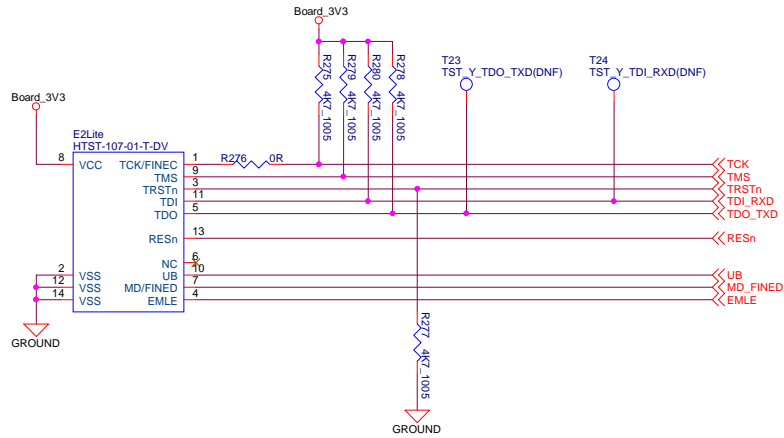 Board_3V3
T23
TST_Y_TDO_TXD(DNF)
T24
TST_Y_TDI_RXD(DNF)
R275 4K7_1005
R279 4K7_1005
R280 4K7_1005
R278 4K7_1005
Board_3V3
E2Lite
HTST-107-01-T-DV
8 VCC TCK/FINEC 1 R276 0R TCK
TMS 9 TMS
TRSTn 3 TRSTn
TDI 11 TDI_RXD
TDO 5 TDO_TXD
RESn 13 RESn
NC 6
2 VSS UB 10 UB
12 VSS MD/FINED 7 MD_FINED
14 VSS EMLE 4 EMLE
R277 4K7_1005
GROUND
GROUND